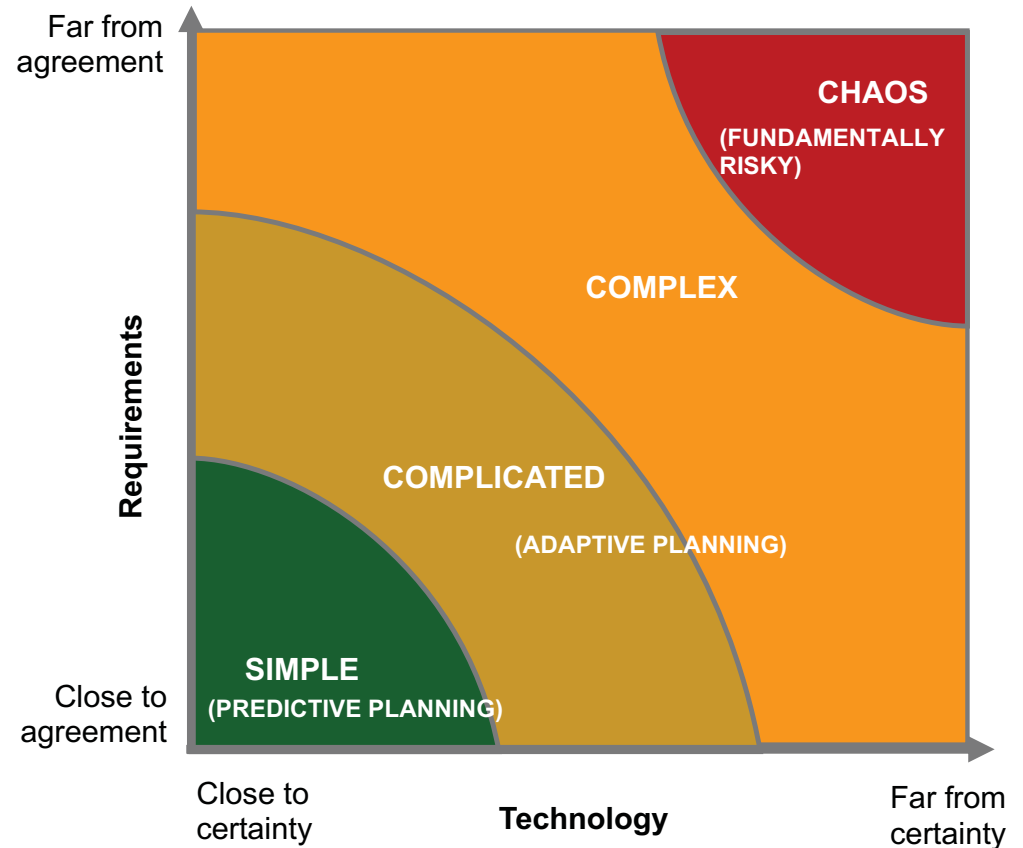 Far from
agreement
CHAOS
(FUNDAMENTALLY
RISKY)
COMPLEX
Requirements
COMPLICATED
(ADAPTIVE PLANNING)
SIMPLE
(PREDICTIVE PLANNING)
Close to
agreement
Close to
certainty
Technology
Far from
certainty